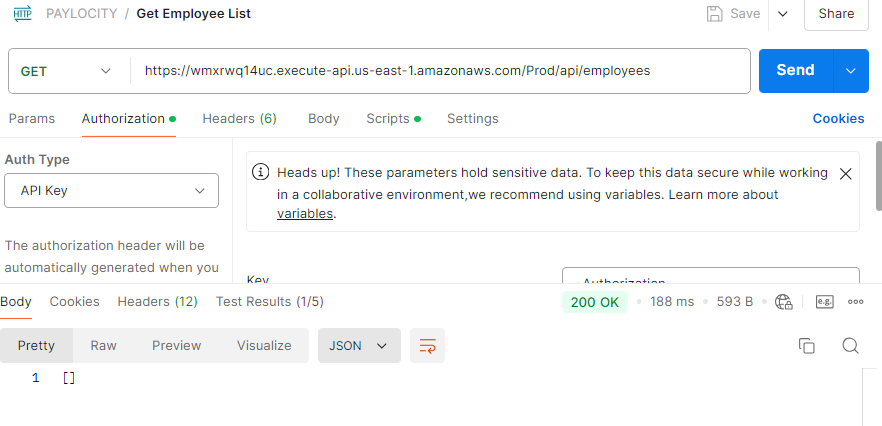 HTTP PAYLOCITY / Get Employee List Save Share
GET https://wmxrwq14uc.execute-api.us-east-1.amazonaws.com/Prod/api/employees Send
Params Authorization Headers (6) Body Scripts Settings Cookies
Auth Type
API Key
The authorization header will be
automatically generated when you
Heads up! These parameters hold sensitive data. To keep this data secure while working
in a collaborative environment,we recommend using variables. Learn more about
variables.
Key Authorization
Body Cookies Headers (12) Test Results (1/5) 200 OK 188 ms 593 B e.g.
Pretty Raw Preview Visualize JSON
1 []